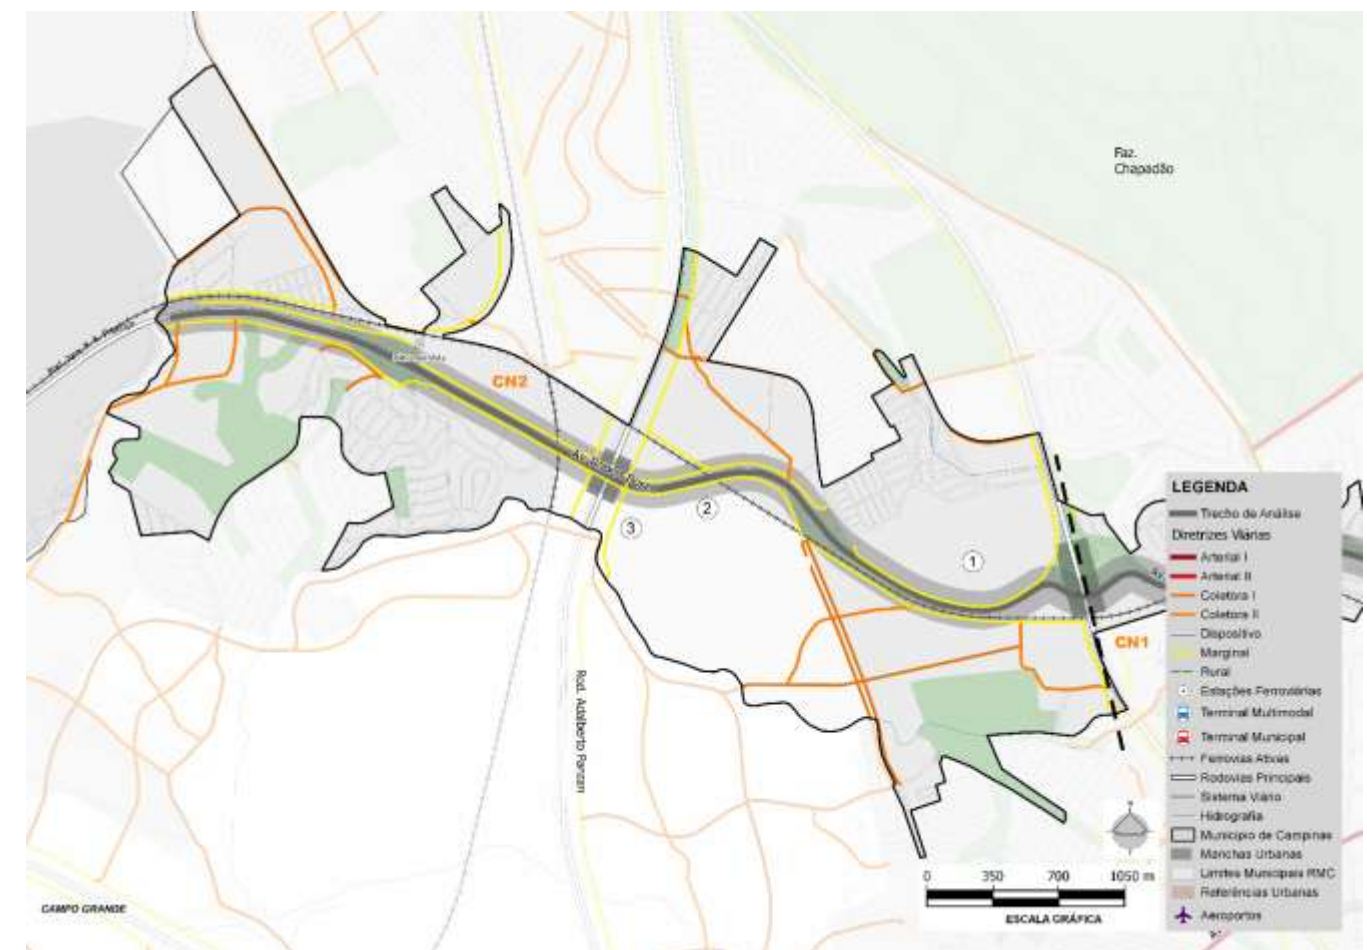 Faz.
Chapadão
CN2
3
2
1
CN1
Rod. Adalberto Panzan
CAMPO GRANDE
0 350 700 1050 m
ESCALA GRÁFICA
LEGENDA
Trecho de Análise
Diretrizes Viárias
Arterial I
Arterial II
Coletora I
Coletora II
Dispositivo
Marginal
Rural
Estações Ferroviárias
Terminal Multimodal
Terminal Municipal
Ferrovias Ativas
Rodovias Principais
Sistema Viário
Hidrografia
Município de Campinas
Manchas Urbanas
Limites Municipais RMC
Referências Urbanas
Aeroportos